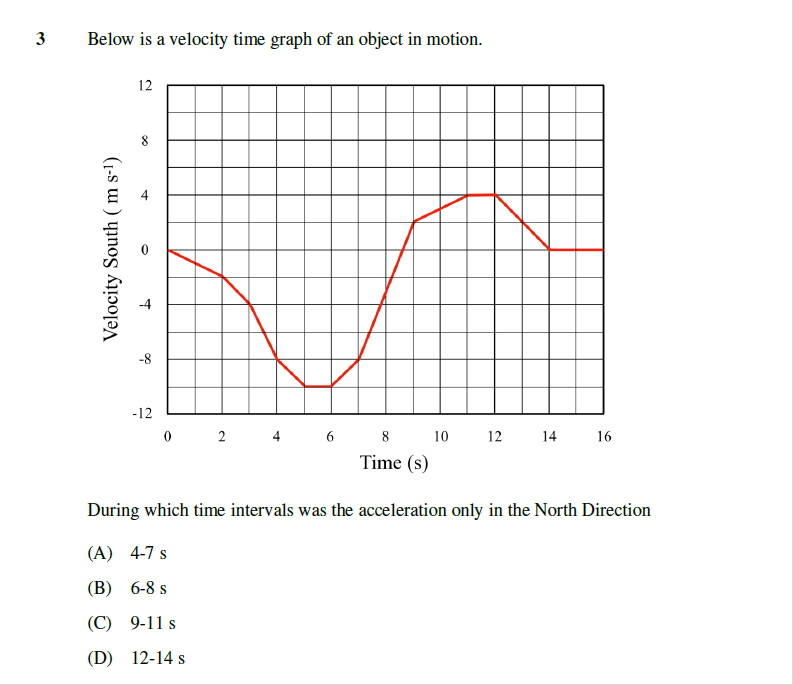 3 Below is a velocity time graph of an object in motion.
12
8
4
0
-4
-8
-12
Velocity South ( m s-1)
0 2 4 6 8 10 12 14 16
Time (s)
During which time intervals was the acceleration only in the North Direction
(A) 4-7 s
(B) 6-8 s
(C) 9-11 s
(D) 12-14 s